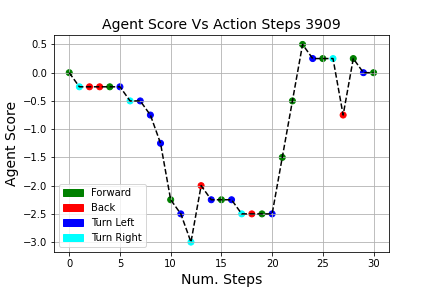 Agent Score Vs Action Steps 3909
Agent Score
0.5
0.0
−0.5
−1.0
−1.5
−2.0
−2.5
−3.0
Forward
Back
Turn Left
Turn Right
0 5 10 15 20 25 30
Num. Steps